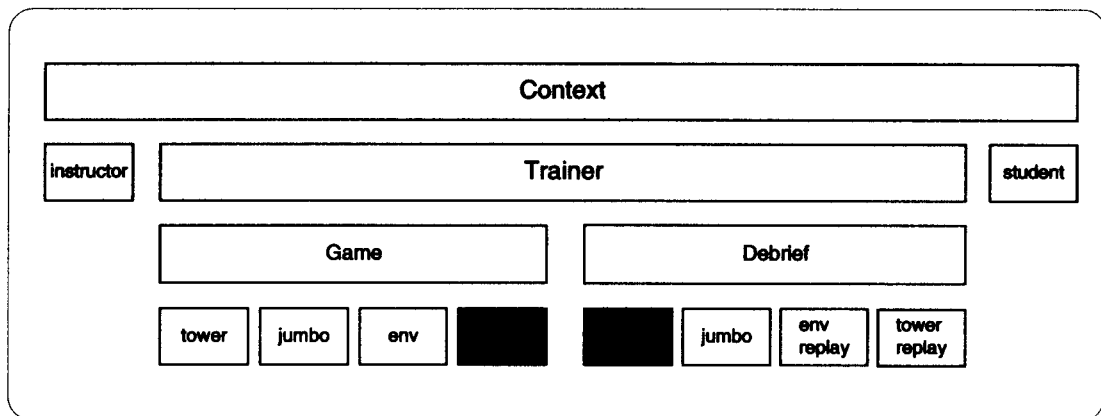 Context
instructor
Trainer
student
Game
Debrief
tower
jumbo
env
jumbo
env
replay
tower
replay